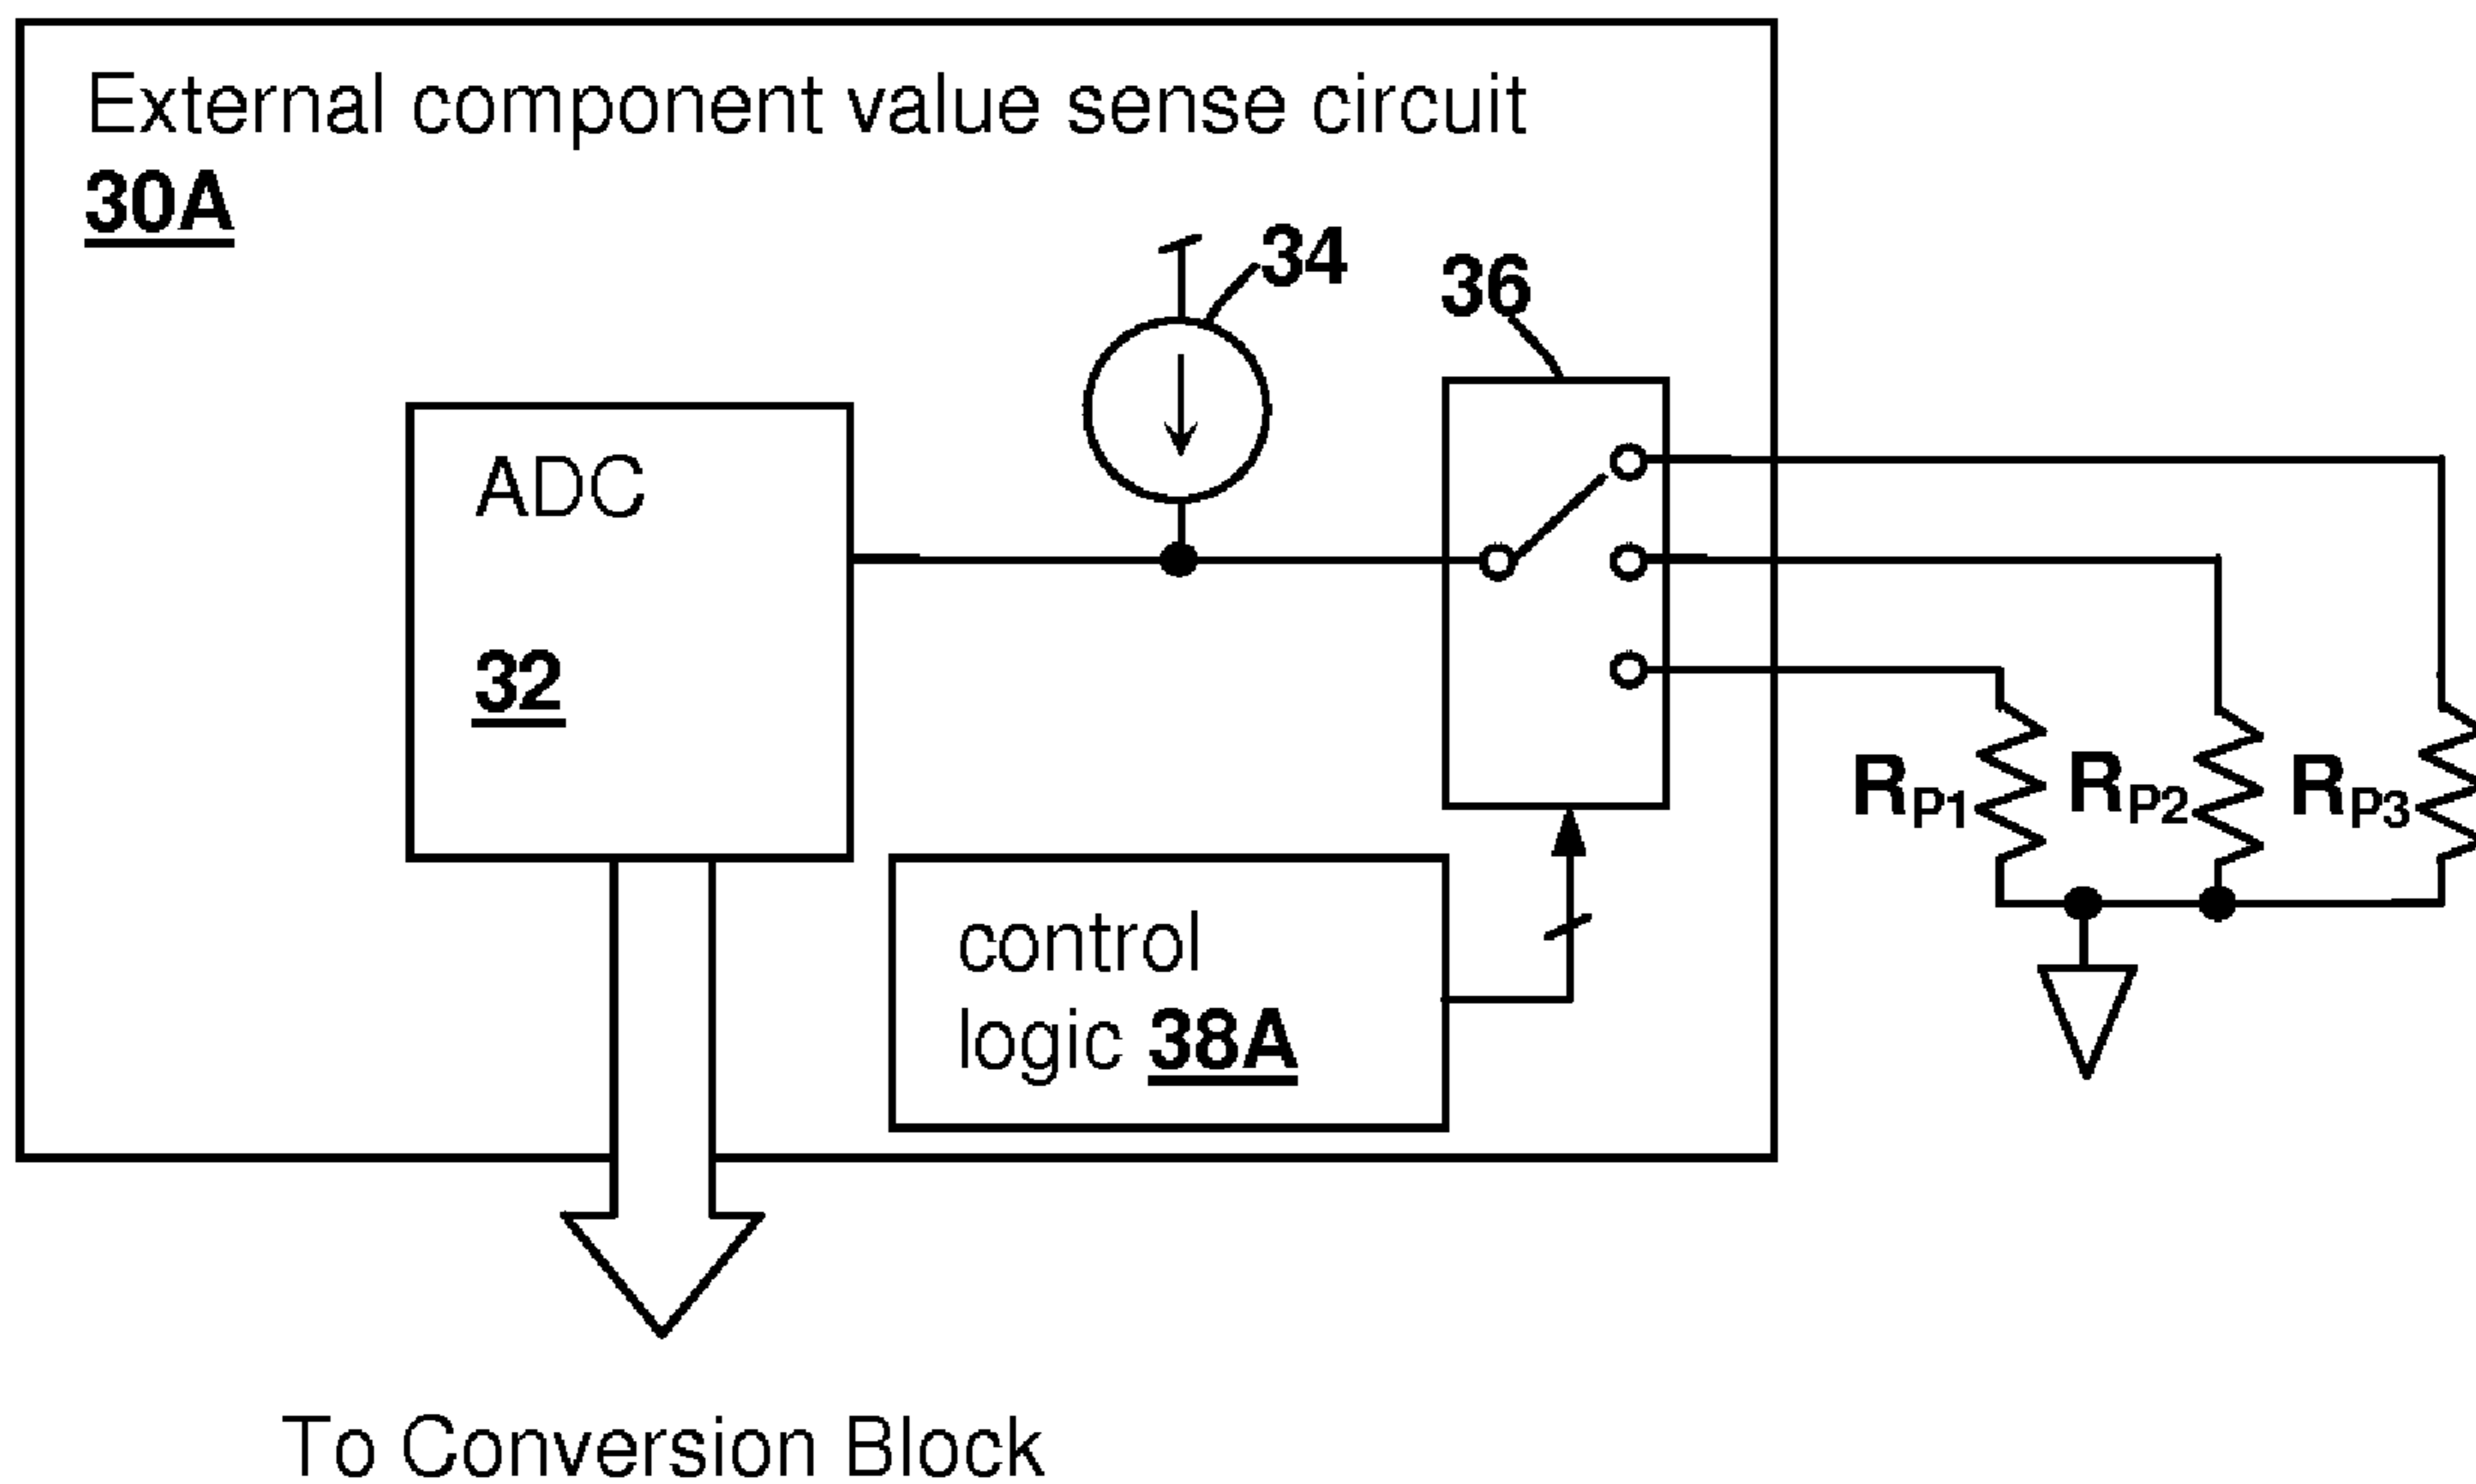 External component value sense circuit
30A
34
36
ADC
32
RP1 RP2 RP3
control
logic 38A
To Conversion Block